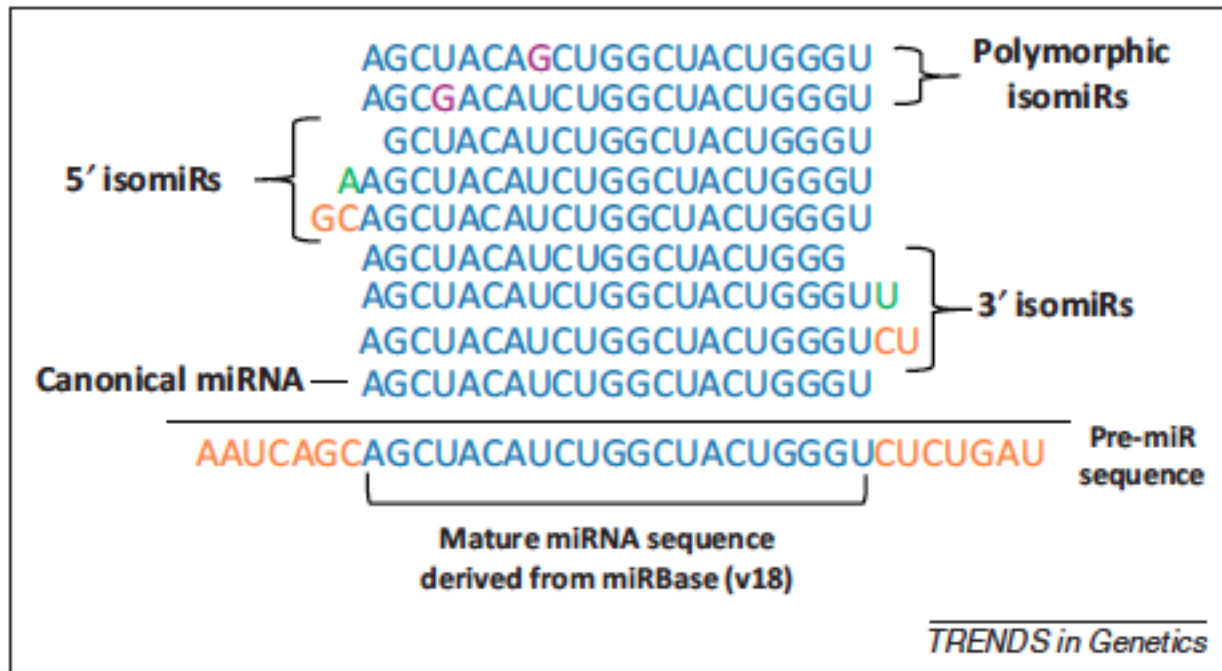 AGCUACAGCUGGCUACUGGGU
Polymorphic
isomiRs
AGCGACAUCUGGCUACUGGGU
GCUACAUCUGGCUACUGGGU
5′ isomiRs
AAGCUACAUCUGGCUACUGGGU
GCAGCUACAUCUGGCUACUGGGU
AGCUACAUCUGGCUACUGGG
AGCUACAUCUGGCUACUGGGUU
3′ isomiRs
AGCUACAUCUGGCUACUGGGUCU
Canonical miRNA
AGCUACAUCUGGCUACUGGGU
AAUCAGCAGCUACAUCUGGCUACUGGGUCUCUGAU
Pre-miR
sequence
Mature miRNA sequence
derived from miRBase (v18)
TRENDS in Genetics